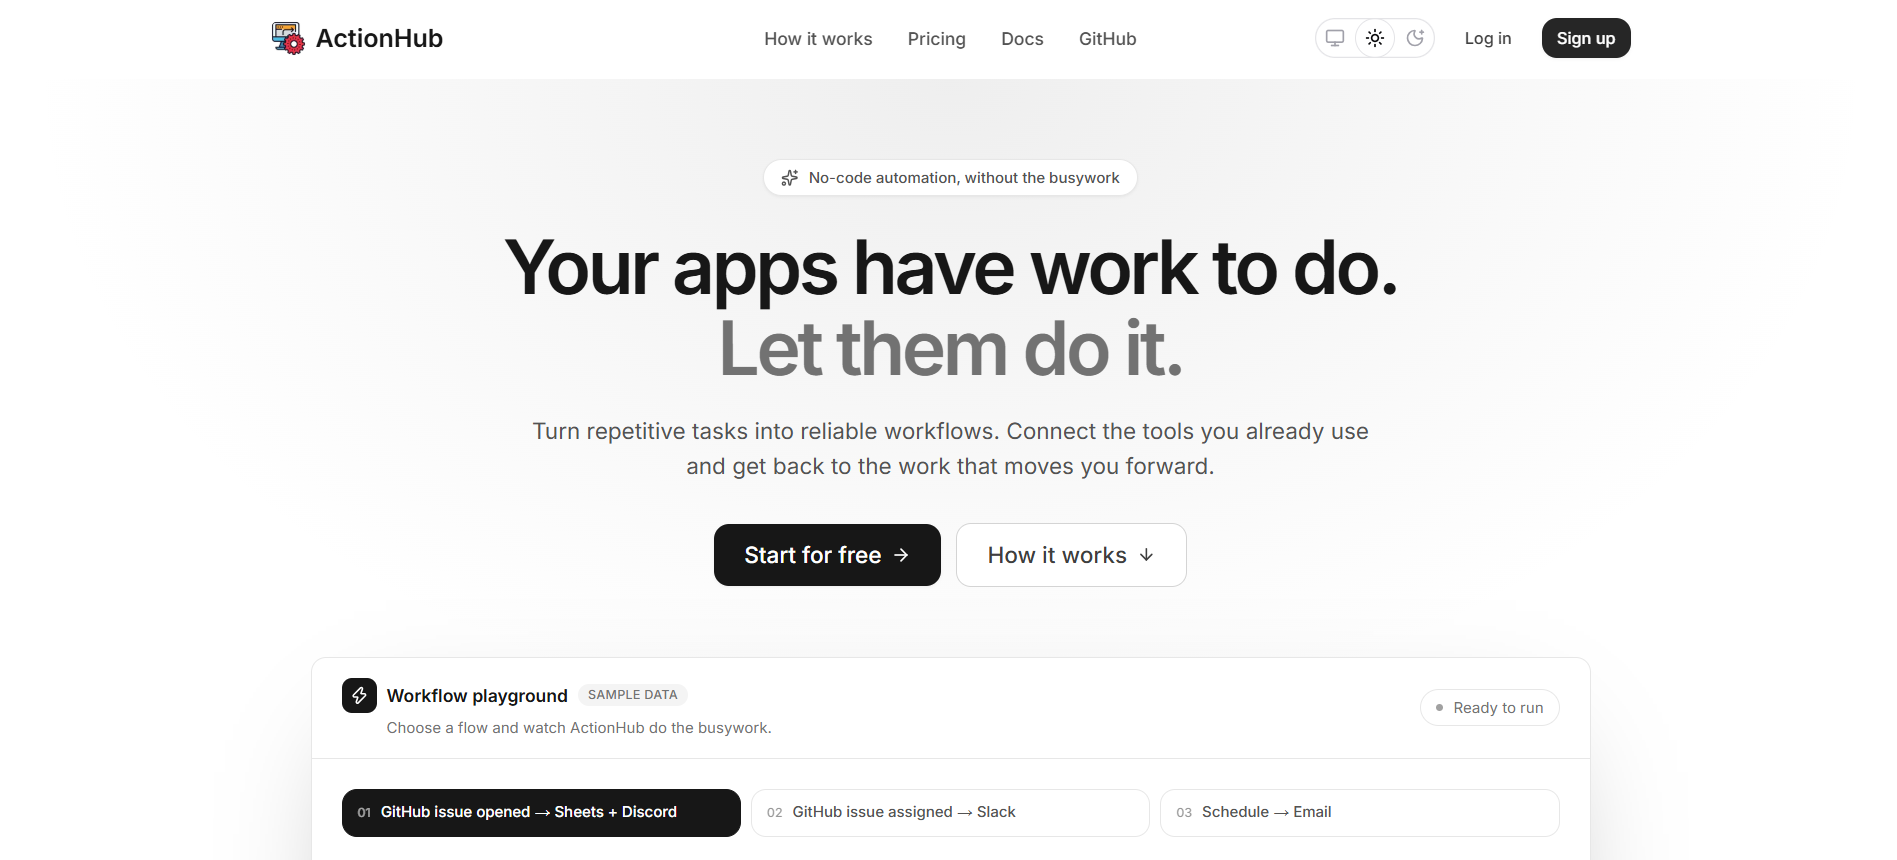 ActionHub
How it works
Pricing
Docs
GitHub
Log in
Sign up
No-code automation, without the busywork
Your apps have work to do.
Let them do it.
Turn repetitive tasks into reliable workflows. Connect the tools you already use
and get back to the work that moves you forward.
Start for free →
How it works ↓
Workflow playground
SAMPLE DATA
Choose a flow and watch ActionHub do the busywork.
Ready to run
01 GitHub issue opened → Sheets + Discord
02 GitHub issue assigned → Slack
03 Schedule → Email